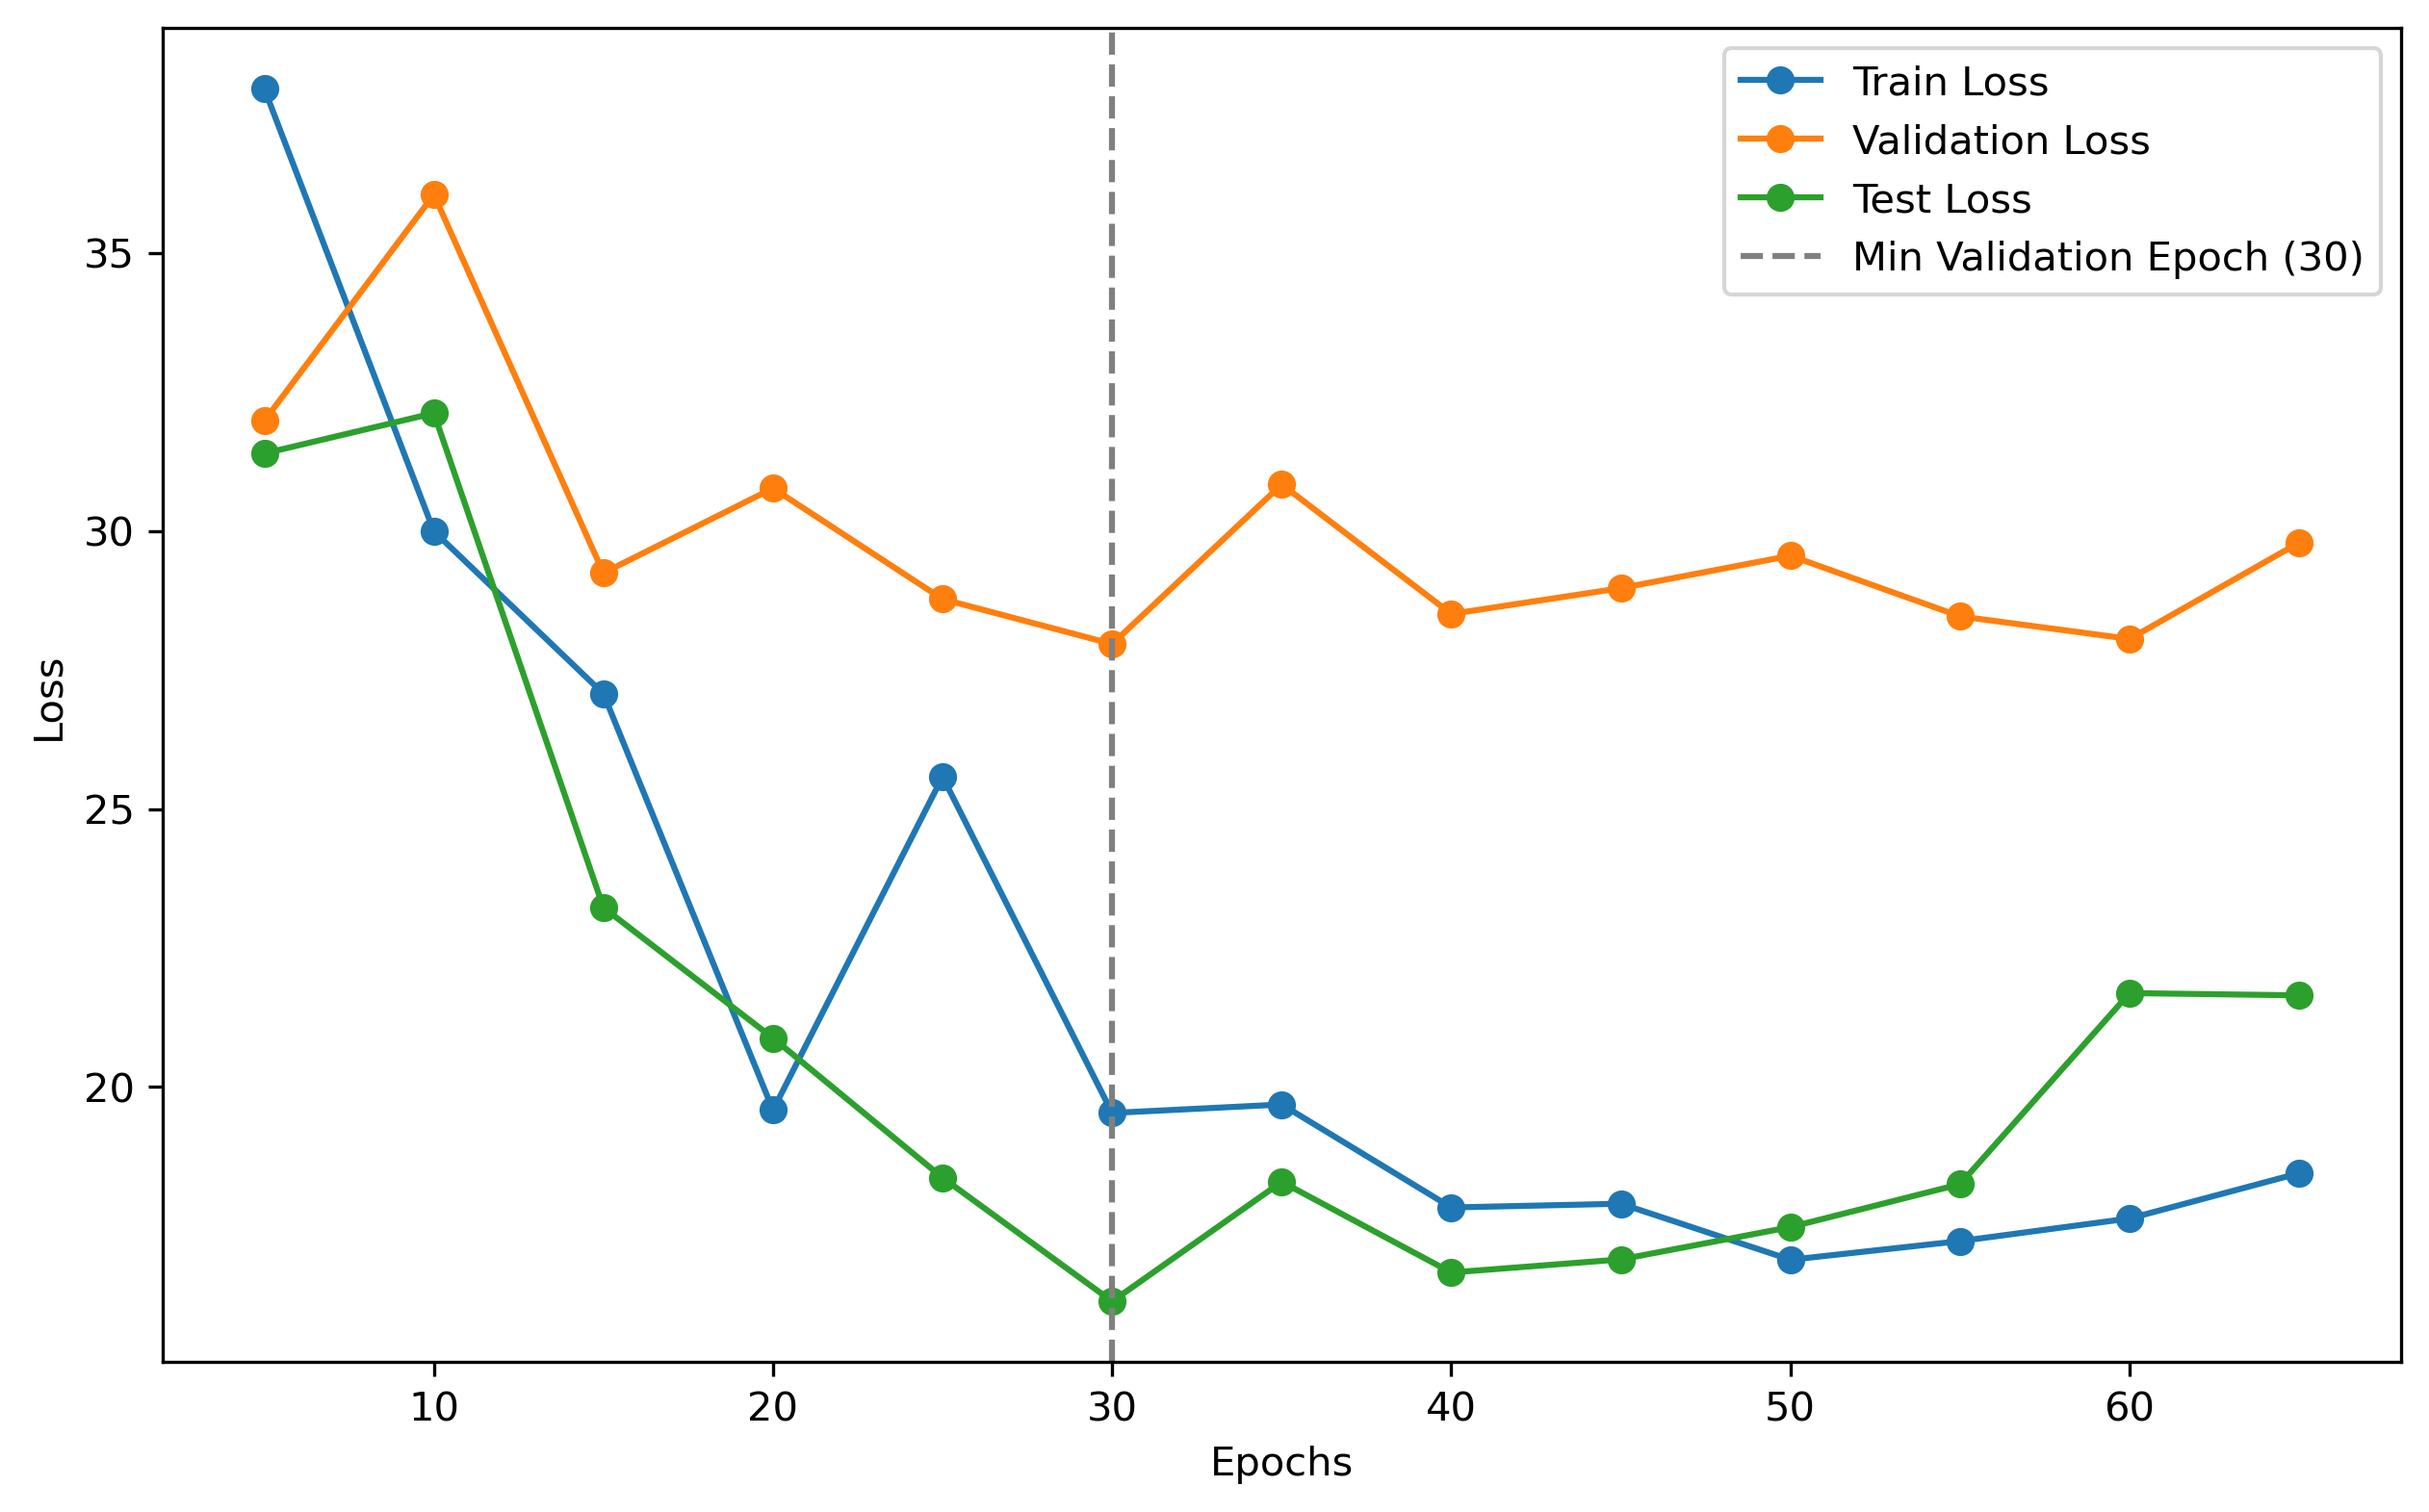 Train Loss
Validation Loss
Test Loss
Min Validation Epoch (30)
35
30
25
20
Loss
10 20 30 40 50 60
Epochs